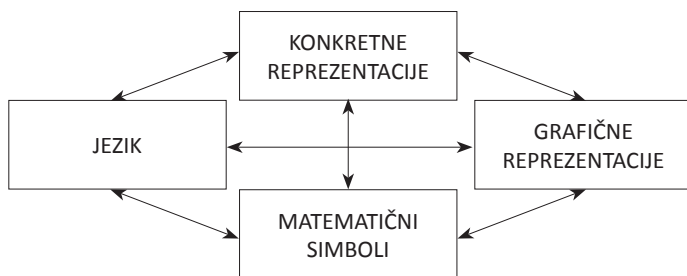 KONKRETNE
REPREZENTACIJE
JEZIK
GRAFIČNE
REPREZENTACIJE
MATEMATIČNI
SIMBOLI